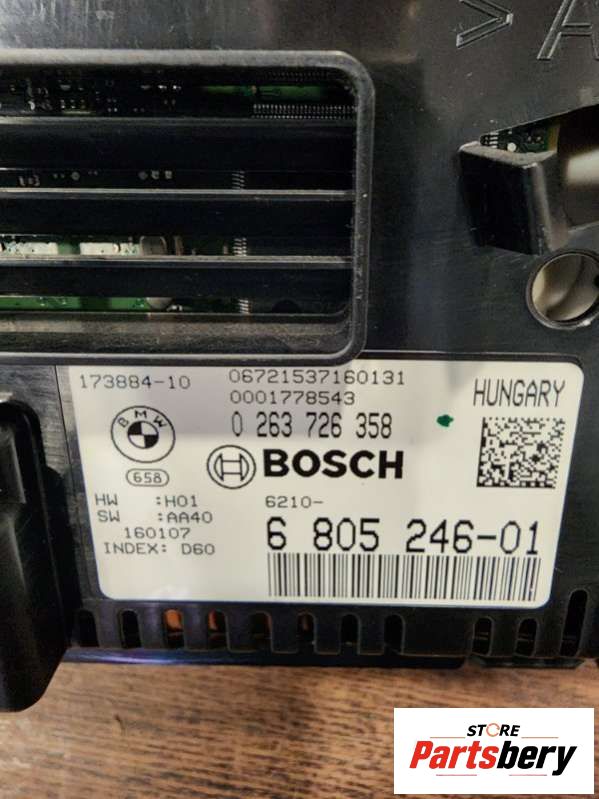 >A
173884-10
06721537160131
0001778543
0 263 726 358
HUNGARY
BMW
658
BOSCH
HW :H01
SW :AA40
160107
INDEX: D60
6210-
6 805 246-01
STORE
Partsbery